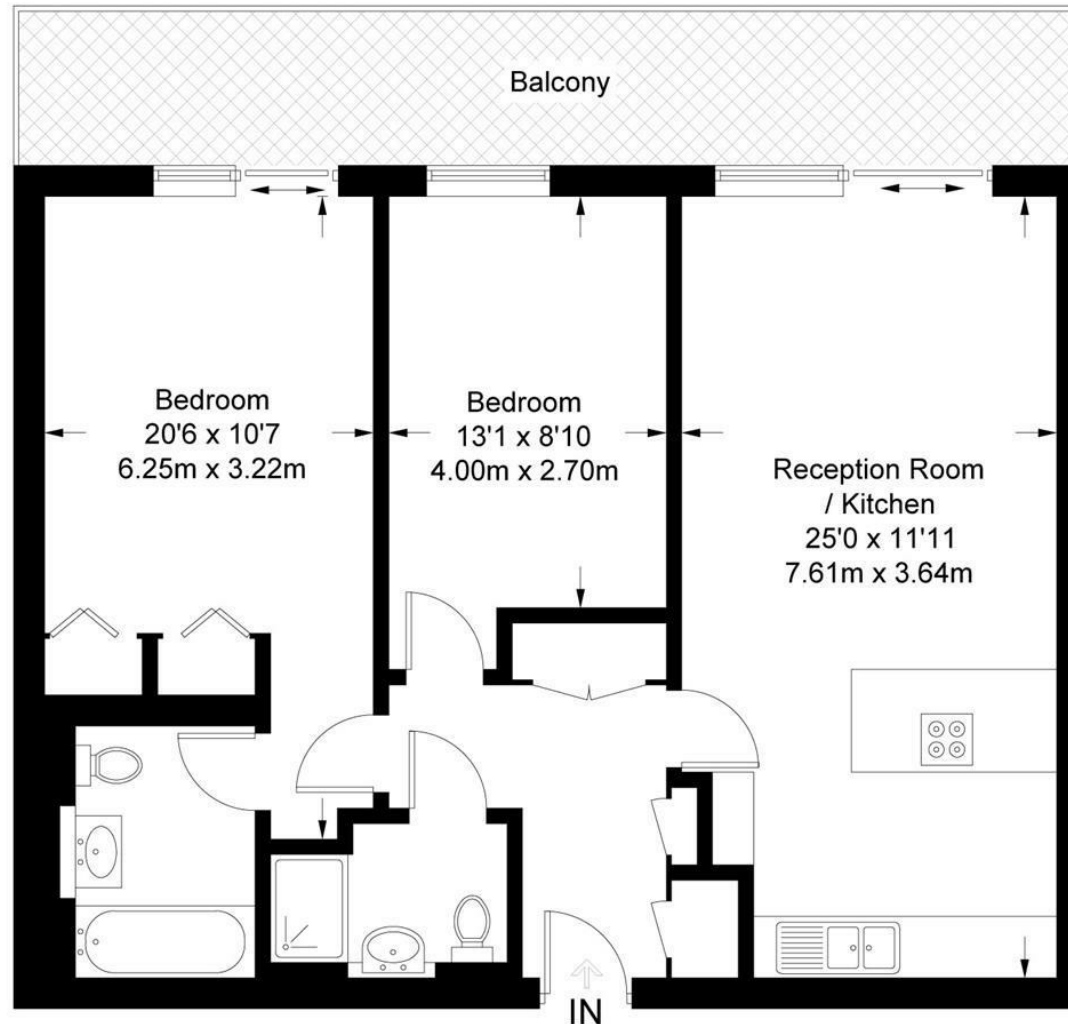 Balcony
Bedroom
20'6 x 10'7
6.25m x 3.22m
Bedroom
13'1 x 8'10
4.00m x 2.70m
Reception Room
/ Kitchen
25'0 x 11'11
7.61m x 3.64m
IN